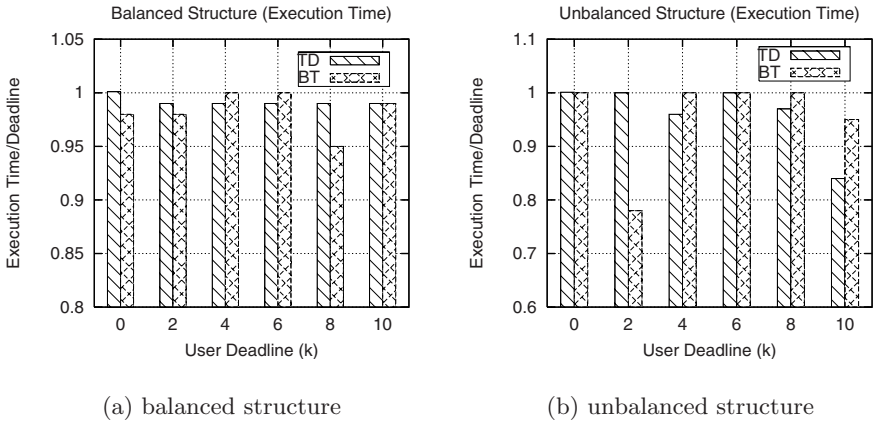 Balanced Structure (Execution Time)
1.05
1
0.95
0.9
0.85
0.8
Execution Time/Deadline
TD
BT
0 2 4 6 8 10
User Deadline (k)
(a) balanced structure
Unbalanced Structure (Execution Time)
1.1
1
0.9
0.8
0.7
0.6
Execution Time/Deadline
TD
BT
0 2 4 6 8 10
User Deadline (k)
(b) unbalanced structure